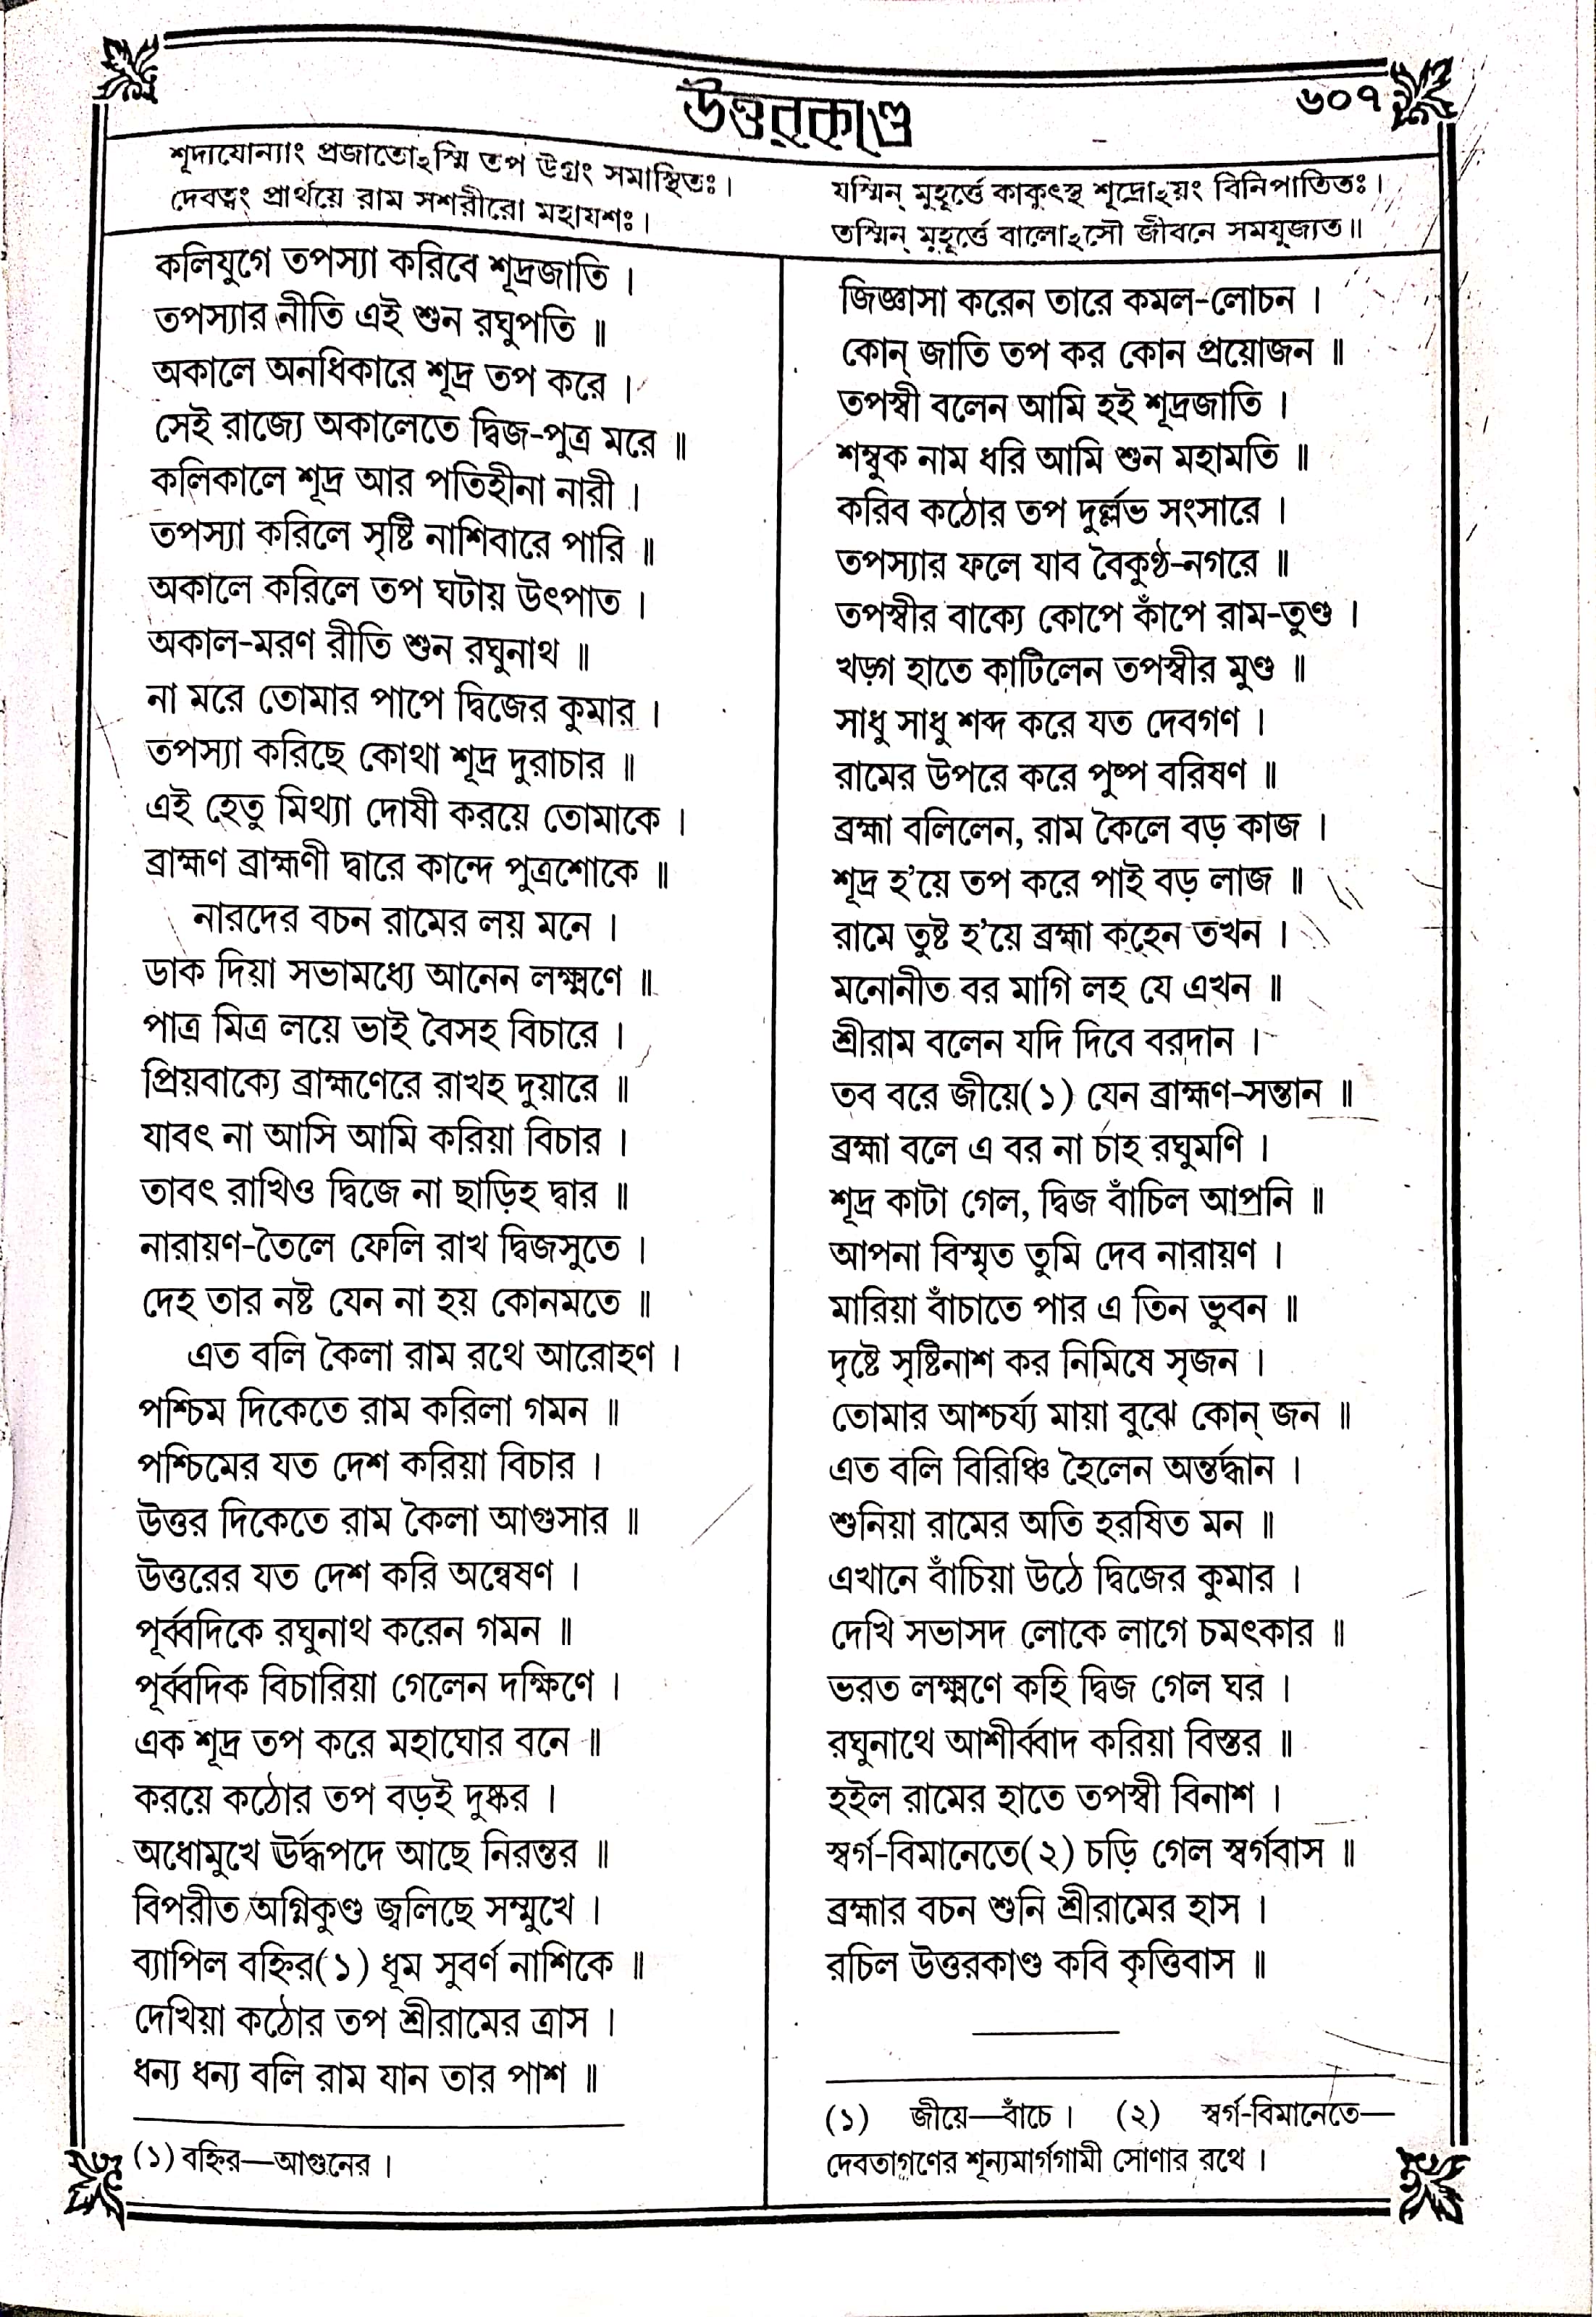 উত্তরকাণ্ড
৬০৭
শূদ্যযোন্যাং প্রজাতোঽস্মি তপ উগ্রং সমাস্থিতঃ।
দেবত্বং প্রার্থয়ে রাম সশরীরো মহাযশঃ।
যস্মিন্ মুহূর্ত্তে কাকুৎস্থ শূদ্রোঽয়ং বিনিপাতিতঃ।
তস্মিন্ মুহূর্ত্তে বালোঽসৌ জীবনে সমযুজ্যত॥
কলিযুগে তপস্যা করিবে শূদ্রজাতি।
তপস্যার নীতি এই শুন রঘুপতি॥
অকালে অনধিকারে শূদ্র তপ করে।
সেই রাজ্যে অকালেতে দ্বিজ-পুত্র মরে॥
কলিকালে শূদ্র আর পতিহীনা নারী।
তপস্যা করিলে সৃষ্টি নাশিবারে পারি॥
অকালে করিলে তপ ঘটায় উৎপাত।
অকাল-মরণ রীতি শুন রঘুনাথ॥
না মরে তোমার পাপে দ্বিজের কুমার।
তপস্যা করিছে কোথা শূদ্র দুরাচার॥
এই হেতু মিথ্যা দোষী করয়ে তোমাকে।
ব্রাহ্মণ ব্রাহ্মণী দ্বারে কান্দে পুত্রশোকে॥
নারদের বচন রামের লয় মনে।
ডাক দিয়া সভামধ্যে আনেন লক্ষ্মণে॥
পাত্র মিত্র লয়ে ভাই বৈসহ বিচারে।
প্রিয়বাক্যে ব্রাহ্মণেরে রাখহ দুয়ারে॥
যাবৎ না আসি আমি করিয়া বিচার।
তাবৎ রাখিও দ্বিজে না ছাড়িহ দ্বার॥
নারায়ণ-তৈলে ফেলি রাখ দ্বিজসুতে।
দেহ তার নষ্ট যেন না হয় কোনমতে॥
এত বলি কৈলা রাম রথে আরোহণ।
পশ্চিম দিকেতে রাম করিলা গমন॥
পশ্চিমের যত দেশ করিয়া বিচার।
উত্তর দিকেতে রাম কৈলা আগুসার॥
উত্তরের যত দেশ করি অন্বেষণ।
পূর্ব্বদিকে রঘুনাথ করেন গমন॥
পূর্ব্বদিক বিচারিয়া গেলেন দক্ষিণে।
এক শূদ্র তপ করে মহাঘোর বনে॥
করয়ে কঠোর তপ বড়ই দুষ্কর।
অধোমুখে ঊর্দ্ধপদে আছে নিরন্তর॥
বিপরীত অগ্নিকুণ্ড জ্বলিছে সম্মুখে।
ব্যাপিল বহ্নির(১) ধূম সুবর্ণ নাশিকে॥
দেখিয়া কঠোর তপ শ্রীরামের ত্রাস।
ধন্য ধন্য বলি রাম যান তার পাশ॥
(১) বহ্নির—আগুনের।
জিজ্ঞাসা করেন তারে কমল-লোচন।
কোন্ জাতি তপ কর কোন প্রয়োজন॥
তপস্বী বলেন আমি হই শূদ্রজাতি।
শম্বুক নাম ধরি আমি শুন মহামতি॥
করিব কঠোর তপ দুর্ল্লভ সংসারে।
তপস্যার ফলে যাব বৈকুণ্ঠ-নগরে॥
তপস্বীর বাক্যে কোপে কাঁপে রাম-তুণ্ড।
খড়্গ হাতে কাটিলেন তপস্বীর মুণ্ড॥
সাধু সাধু শব্দ করে যত দেবগণ।
রামের উপরে করে পুষ্প বরিষণ॥
ব্রহ্মা বলিলেন, রাম কৈলে বড় কাজ।
শূদ্র হ'য়ে তপ করে পাই বড় লাজ॥
রামে তুষ্ট হ'য়ে ব্রহ্মা কহেন তখন।
মনোনীত বর মাগি লহ যে এখন॥
শ্রীরাম বলেন যদি দিবে বরদান।
তব বরে জীয়ে(১) যেন ব্রাহ্মণ-সন্তান॥
ব্রহ্মা বলে এ বর না চাহ রঘুমণি।
শূদ্র কাটা গেল, দ্বিজ বাঁচিল আপনি॥
আপনা বিস্মৃত তুমি দেব নারায়ণ।
মারিয়া বাঁচাতে পার এ তিন ভুবন॥
দৃষ্টে সৃষ্টিনাশ কর নিমিষে সৃজন।
তোমার আশ্চর্য্য মায়া বুঝে কোন্ জন॥
এত বলি বিরিঞ্চি হৈলেন অন্তর্দ্ধান।
শুনিয়া রামের অতি হরষিত মন॥
এখানে বাঁচিয়া উঠে দ্বিজের কুমার।
দেখি সভাসদ লোকে লাগে চমৎকার॥
ভরত লক্ষ্মণে কহি দ্বিজ গেল ঘর।
রঘুনাথে আশীর্ব্বাদ করিয়া বিস্তর॥
হইল রামের হাতে তপস্বী বিনাশ।
স্বর্গ-বিমানেতে(২) চড়ি গেল স্বর্গবাস॥
ব্রহ্মার বচন শুনি শ্রীরামের হাস।
রচিল উত্তরকাণ্ড কবি কৃত্তিবাস॥
(১) জীয়ে—বাঁচে। (২) স্বর্গ-বিমানেতে—
দেবতাগণের শূন্যমার্গগামী সোণার রথে।